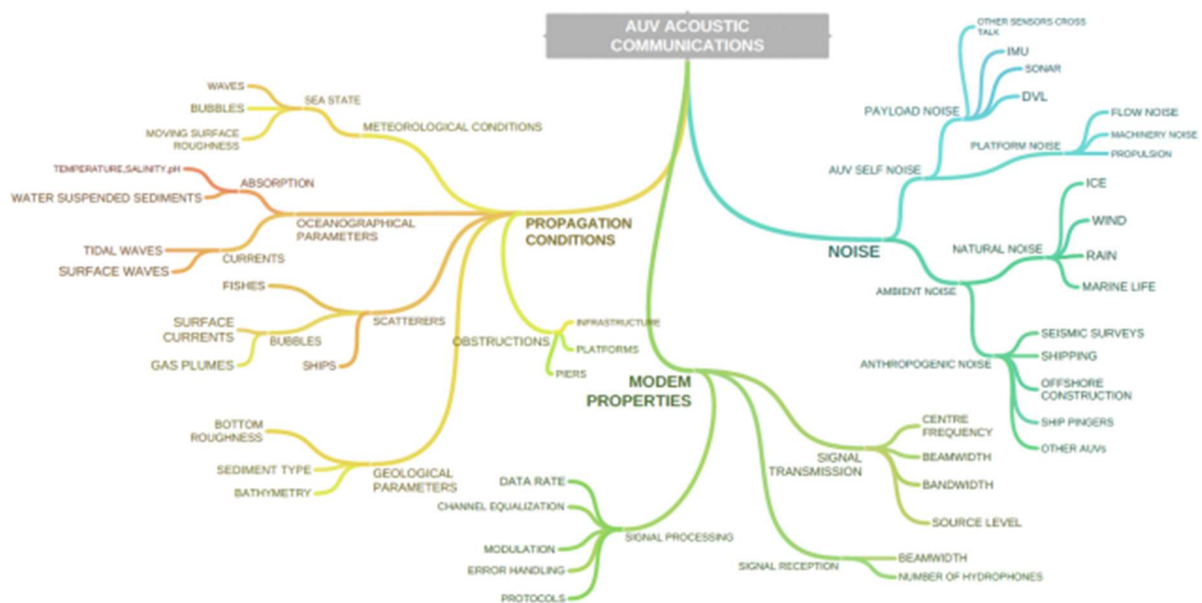 AUV ACOUSTIC
COMMUNICATIONS
WAVES
BUBBLES
MOVING SURFACE
ROUGHNESS
SEA STATE
METEOROLOGICAL CONDITIONS
TEMPERATURE,SALINITY,pH
WATER SUSPENDED SEDIMENTS
ABSORPTION
TIDAL WAVES
SURFACE WAVES
CURRENTS
OCEANOGRAPHICAL
PARAMETERS
FISHES
SURFACE
CURRENTS
GAS PLUMES
BUBBLES
SHIPS
SCATTERERS
BOTTOM
ROUGHNESS
SEDIMENT TYPE
BATHYMETRY
GEOLOGICAL
PARAMETERS
PROPAGATION
CONDITIONS
OBSTRUCTIONS
INFRASTRUCTURE
PLATFORMS
PIERS
MODEM
PROPERTIES
DATA RATE
CHANNEL EQUALIZATION
MODULATION
ERROR HANDLING
PROTOCOLS
SIGNAL PROCESSING
SIGNAL
TRANSMISSION
CENTRE
FREQUENCY
BEAMWIDTH
BANDWIDTH
SOURCE LEVEL
SIGNAL RECEPTION
BEAMWIDTH
NUMBER OF HYDROPHONES
NOISE
AUV SELF NOISE
PAYLOAD NOISE
OTHER SENSORS CROSS
TALK
IMU
SONAR
DVL
PLATFORM NOISE
FLOW NOISE
MACHINERY NOISE
PROPULSION
AMBIENT NOISE
NATURAL NOISE
ICE
WIND
RAIN
MARINE LIFE
ANTHROPOGENIC NOISE
SEISMIC SURVEYS
SHIPPING
OFFSHORE
CONSTRUCTION
SHIP PINGERS
OTHER AUVs